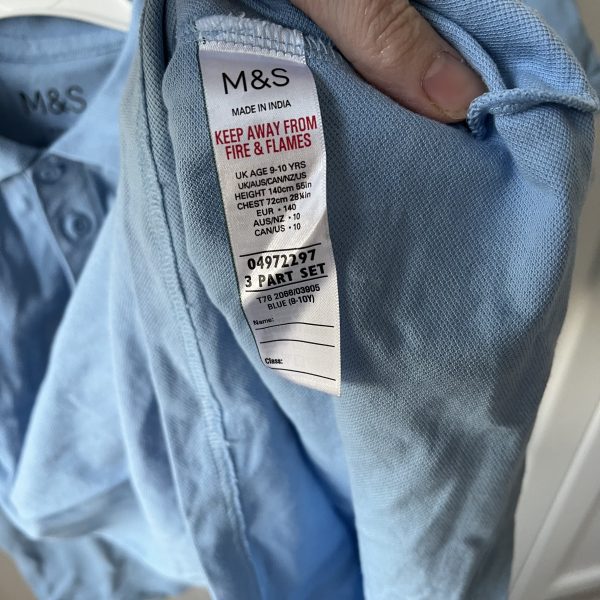 M&S
M&S
MADE IN INDIA
KEEP AWAY FROM
FIRE & FLAMES
UK AGE 9-10 YRS
UK/AUS/CAN/NZ/US
HEIGHT 140cm 55in
CHEST 72cm 28¼in
EUR • 140
AUS/NZ • 10
CAN/US • 10
04972297
3 PART SET
T76 2066/03905
BLUE (9-10Y)
Name:
Class: